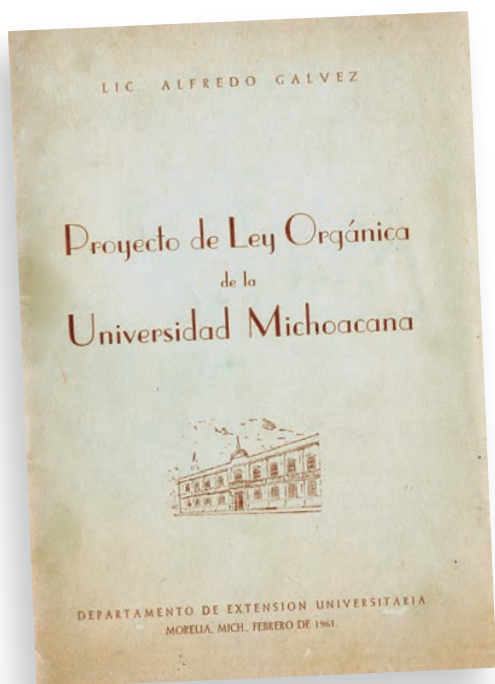 LIC. ALFREDO GALVEZ
Proyecto de Ley Orgánica
de la
Universidad Michoacana
DEPARTAMENTO DE EXTENSION UNIVERSITARIA
MORELIA, MICH., FEBRERO DE 1961.